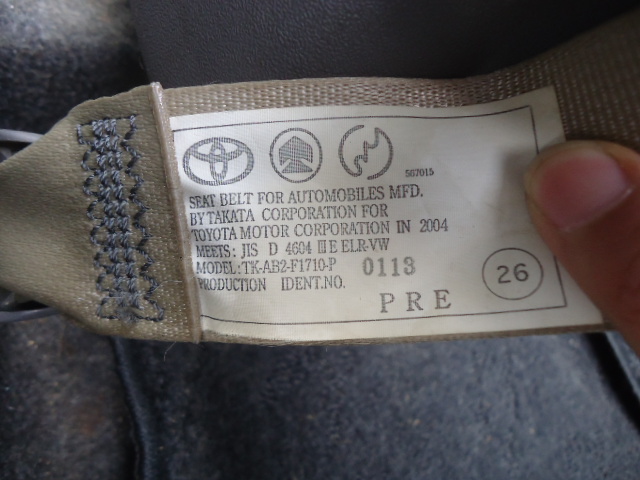 507015
SEAT BELT FOR AUTOMOBILES MFD.
BY TAKATA CORPORATION FOR
TOYOTA MOTOR CORPORATION IN 2004
MEETS: JIS D 4604 III E ELR-VW
MODEL: TK-AB2-F1710-P 0113
PRODUCTION IDENT.NO.
PRE 26